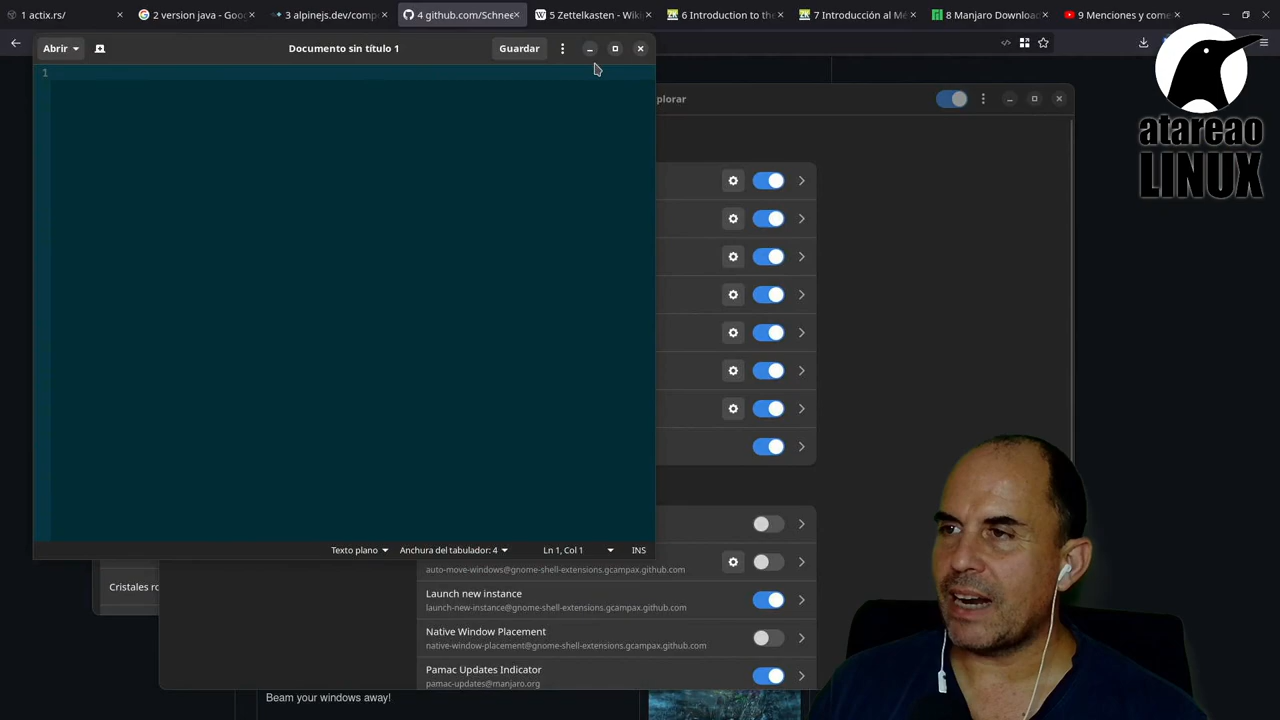 1 actix.rs/
2 version java - Goo
3 alpinejs.dev/comp
4 github.com/Schnee
5 Zettelkasten - Wiki
6 Introduction to the
7 Introducción al Mé
8 Manjaro Download
9 Menciones y come
Abrir
Documento sin título 1
Guardar
plorar
1
atareao
LINUX
Texto plano
Anchura del tabulador: 4
Ln 1, Col 1
INS
auto-move-windows@gnome-shell-extensions.gcampax.github.com
Cristales ro
Launch new instance
launch-new-instance@gnome-shell-extensions.gcampax.github.com
Native Window Placement
native-window-placement@gnome-shell-extensions.gcampax.github.com
Pamac Updates Indicator
pamac-updates@manjaro.org
Beam your windows away!